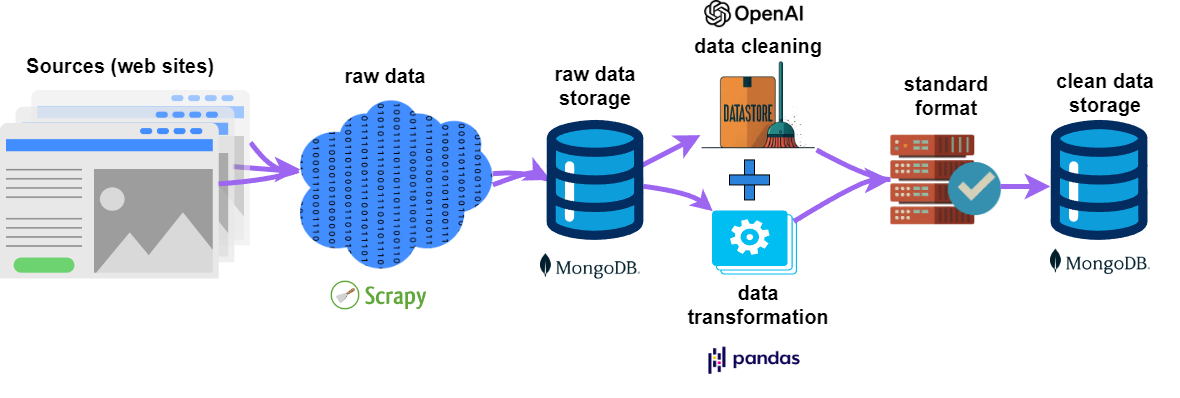 Sources (web sites)
raw data
Scrapy
raw data
storage
MongoDB.
OpenAI
data cleaning
DATASTORE
data
transformation
pandas
standard
format
clean data
storage
MongoDB.